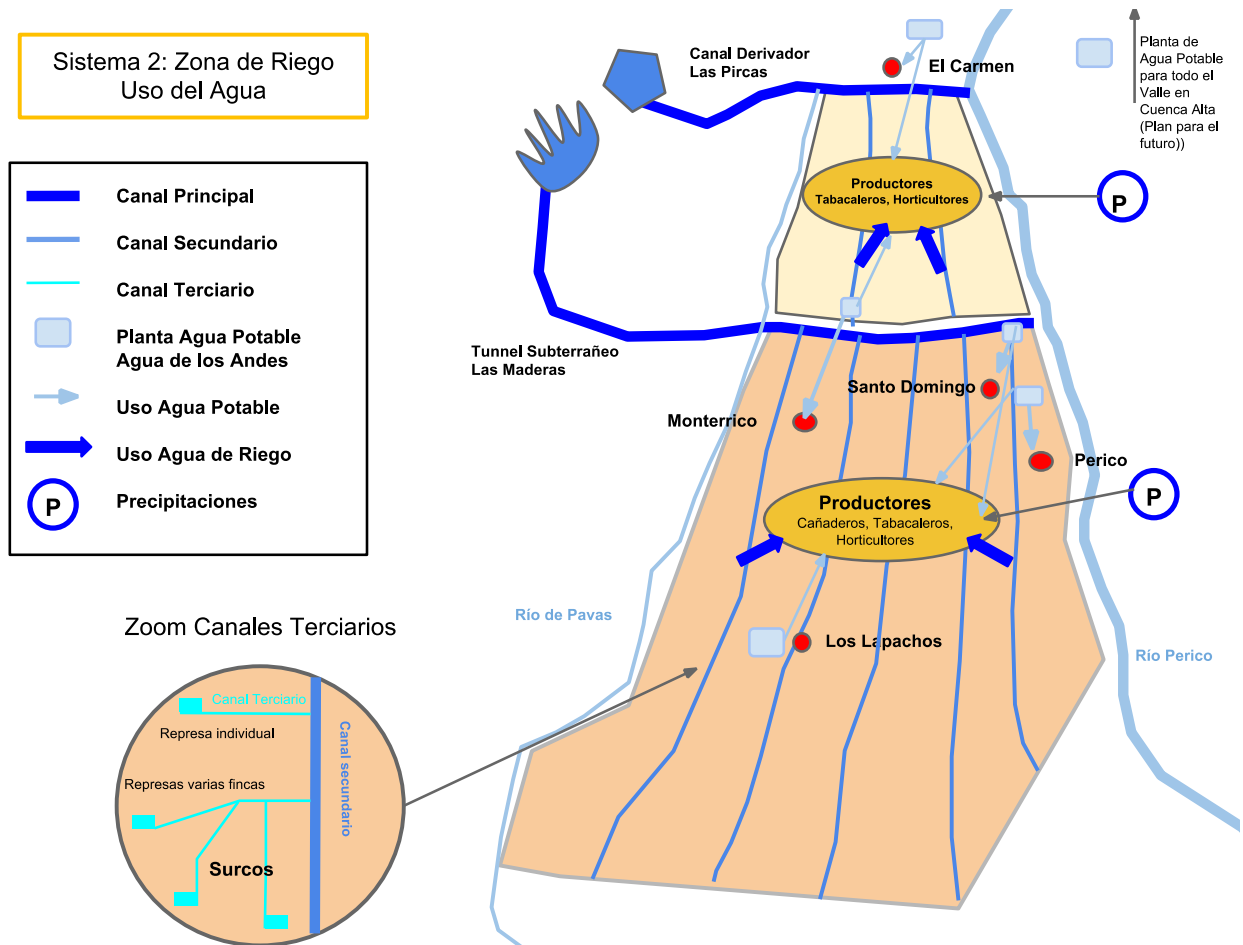 Sistema 2: Zona de Riego
Uso del Agua
Canal Principal
Canal Secundario
Canal Terciario
Planta Agua Potable
Agua de los Andes
Uso Agua Potable
Uso Agua de Riego
P
Precipitaciones
Canal Derivador
Las Pircas
El Carmen
Planta de
Agua Potable
para todo el
Valle en
Cuenca Alta
(Plan para el
futuro))
Productores
Tabacaleros, Horticultores
P
Tunnel Subterrañeo
Las Maderas
Santo Domingo
Monterrico
Perico
Productores
Cañaderos, Tabacaleros,
Horticultores
P
Río de Pavas
Los Lapachos
Río Perico
Zoom Canales Terciarios
Canal Terciario
Represa individual
Canal secundario
Represas varias fincas
Surcos